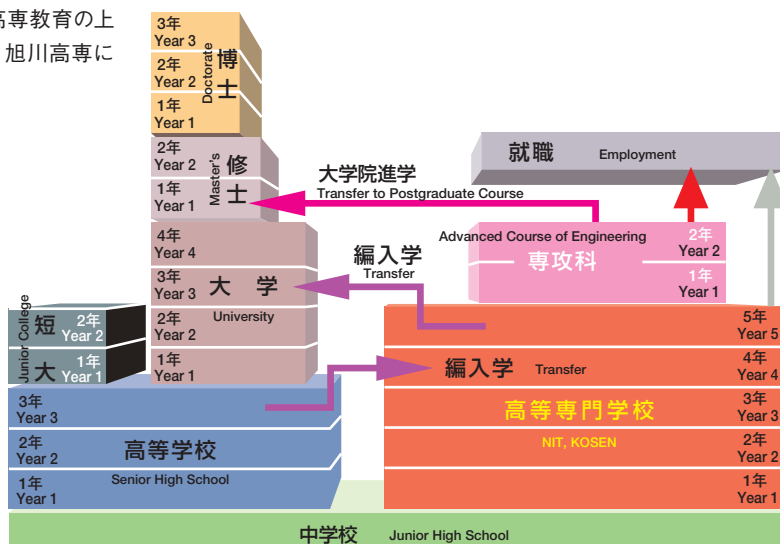 高専教育の上
旭川高専に
3年
Year 3
2年
Year 2
1年
Year 1
博士
Doctorate
2年
Year 2
1年
Year 1
修士
Master's
就職 Employment
大学院進学
Transfer to Postgraduate Course
4年
Year 4
3年
Year 3
2年
Year 2
1年
Year 1
大学
University
編入学
Transfer
Advanced Course of Engineering
専攻科
2年
Year 2
1年
Year 1
短大
Junior College
2年
Year 2
1年
Year 1
5年
Year 5
4年
Year 4
3年
Year 3
2年
Year 2
1年
Year 1
編入学 Transfer
高等専門学校
NIT, KOSEN
3年
Year 3
2年
Year 2
1年
Year 1
高等学校
Senior High School
中学校 Junior High School